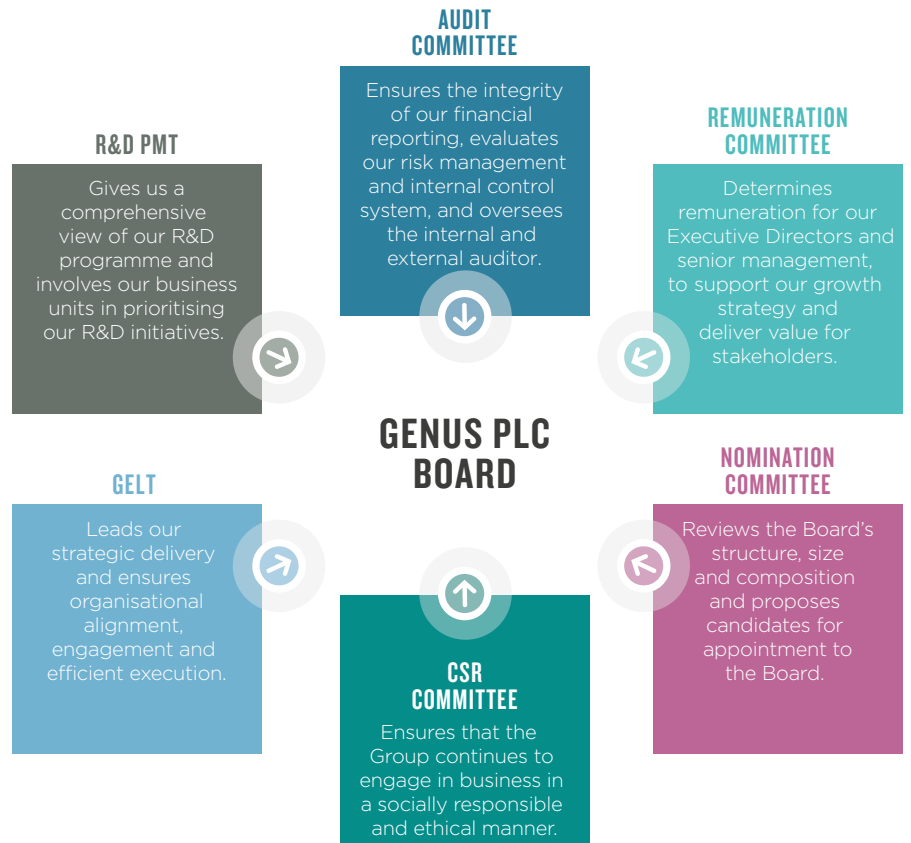 AUDIT
COMMITTEE
Ensures the integrity
of our financial
reporting, evaluates
our risk management
and internal control
system, and oversees
the internal and
external auditor.
R&D PMT
Gives us a
comprehensive
view of our R&D
programme and
involves our business
units in prioritising
our R&D initiatives.
REMUNERATION
COMMITTEE
Determines
remuneration for our
Executive Directors and
senior management,
to support our growth
strategy and
deliver value for
stakeholders.
GENUS PLC
BOARD
GELT
Leads our
strategic delivery
and ensures
organisational
alignment,
engagement and
efficient execution.
NOMINATION
COMMITTEE
Reviews the Board’s
structure, size
and composition
and proposes
candidates for
appointment to
the Board.
CSR
COMMITTEE
Ensures that the
Group continues to
engage in business in
a socially responsible
and ethical manner.